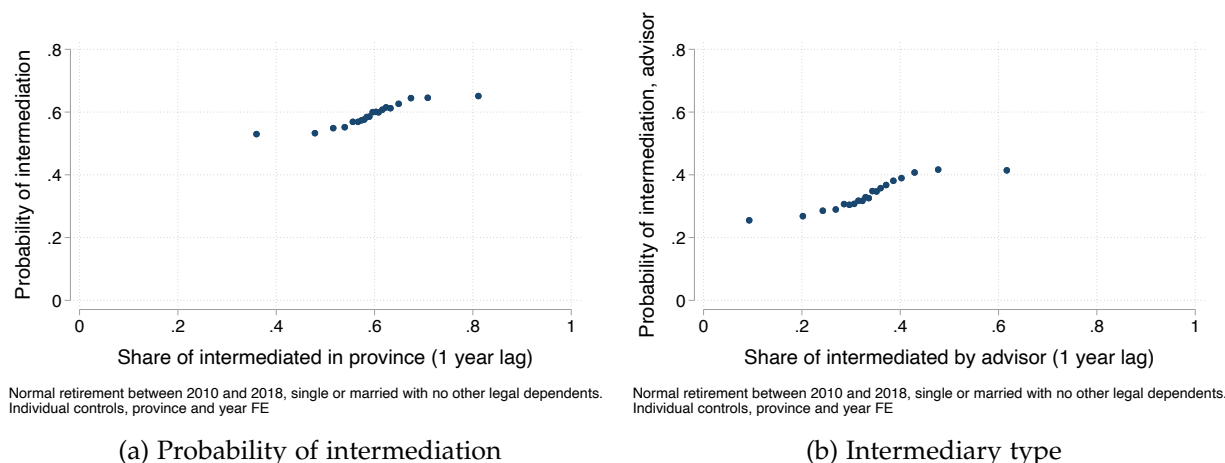 Probability of intermediation
.8
.6
.4
.2
0
0 .2 .4 .6 .8 1
Share of intermediated in province (1 year lag)
Normal retirement between 2010 and 2018, single or married with no other legal dependents.
Individual controls, province and year FE
(a) Probability of intermediation
Probability of intermediation, advisor
.8
.6
.4
.2
0
0 .2 .4 .6 .8 1
Share of intermediated by advisor (1 year lag)
Normal retirement between 2010 and 2018, single or married with no other legal dependents.
Individual controls, province and year FE
(b) Intermediary type